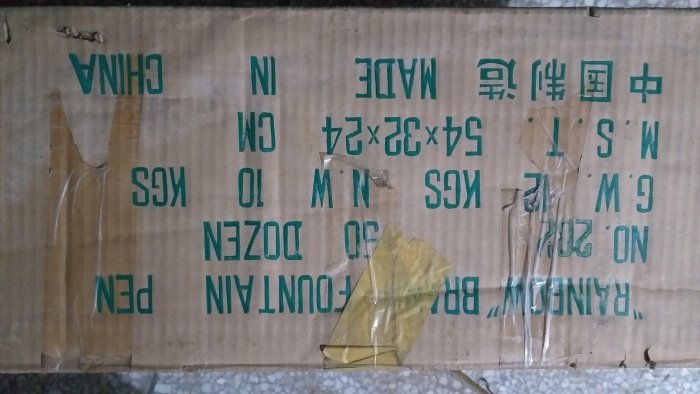 "RAINBOW" FOUNTAIN PEN
NO. 50 DOZEN
G.W. 12 KGS N.W 10 KGS
M.S.T. 54×32×24 CM
中国制造 MADE IN CHINA